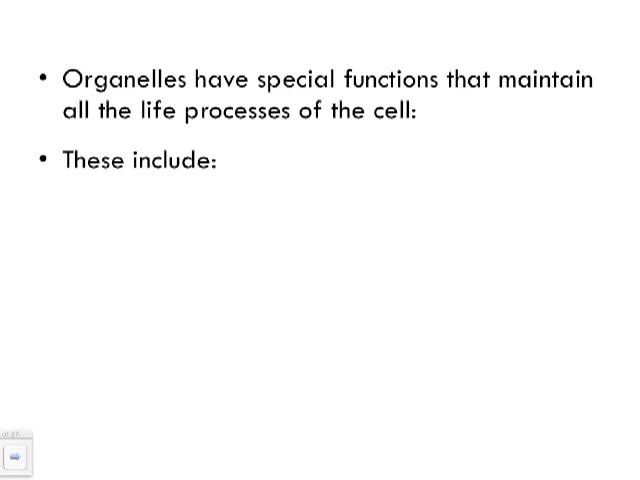 • Organelles have special functions that maintain
all the life processes of the cell:
• These include: